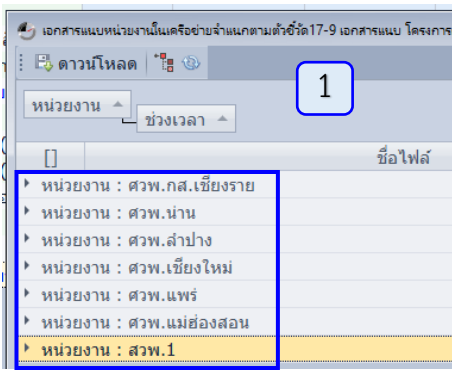 เอกสารแนบหน่วยงานในเครือข่ายจำแนกตามตัวชี้วัด17-9 เอกสารแนบ โครงการ
ดาวน์โหลด
1
หน่วยงาน
ช่วงเวลา
[] ชื่อไฟล์
หน่วยงาน : ศวพ.กส.เชียงราย
หน่วยงาน : ศวพ.น่าน
หน่วยงาน : ศวพ.ลำปาง
หน่วยงาน : ศวพ.เชียงใหม่
หน่วยงาน : ศวพ.แพร่
หน่วยงาน : ศวพ.แม่ฮ่องสอน
หน่วยงาน : สวพ.1